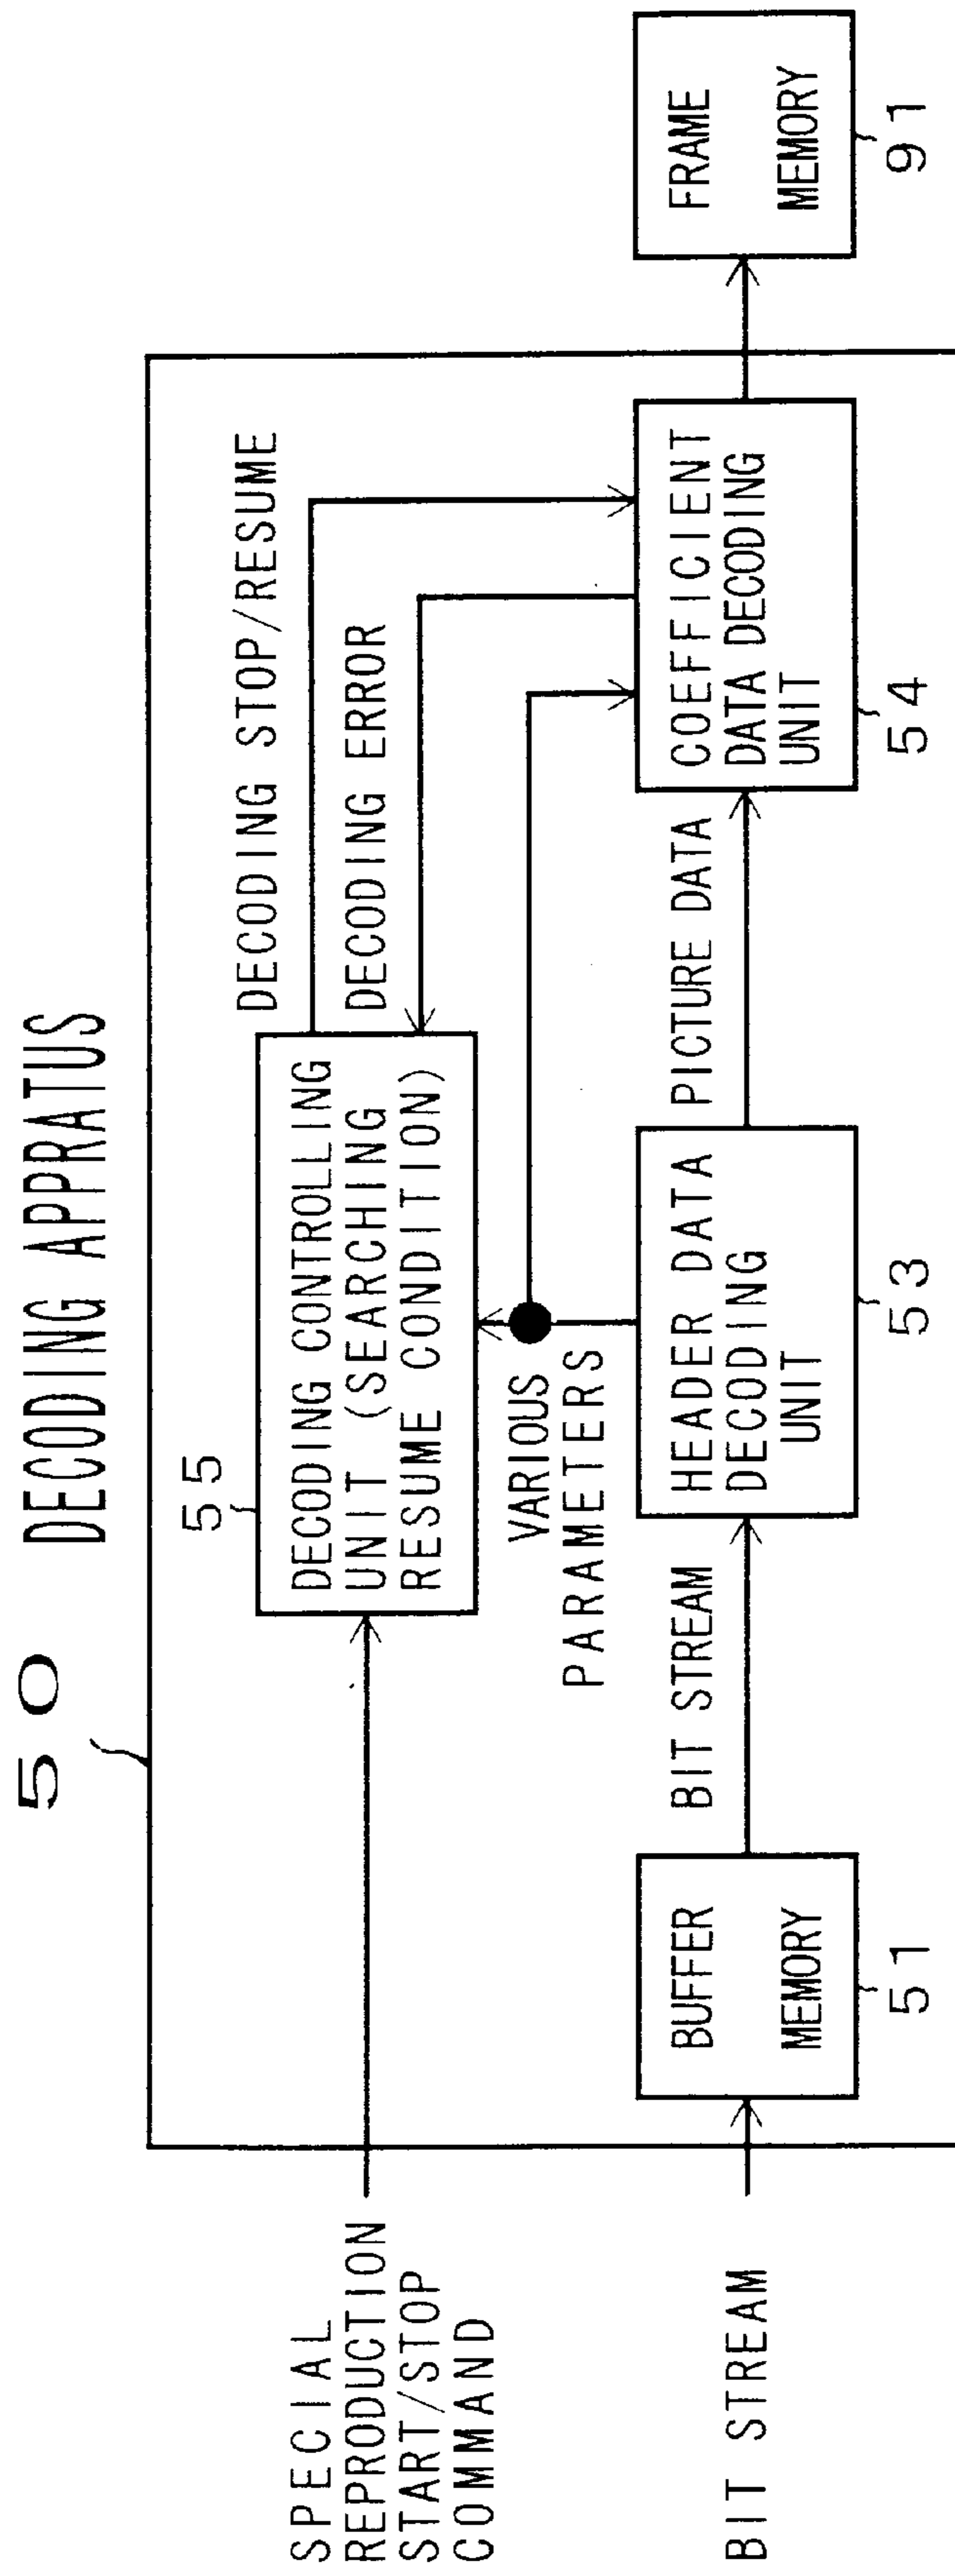 50 DECODING APPRATUS
55
DECODING CONTROLLING
UNIT (SEARCHING
RESUME CONDITION)
DECODING STOP/RESUME
DECODING ERROR
SPECIAL
REPRODUCTION
START/STOP
COMMAND
VARIOUS
PARAMETERS
BIT STREAM
BUFFER
MEMORY
51
BIT STREAM
HEADER DATA
DECODING
UNIT
53
PICTURE DATA
COEFFICIENT
DATA DECODING
UNIT
54
FRAME
MEMORY
91